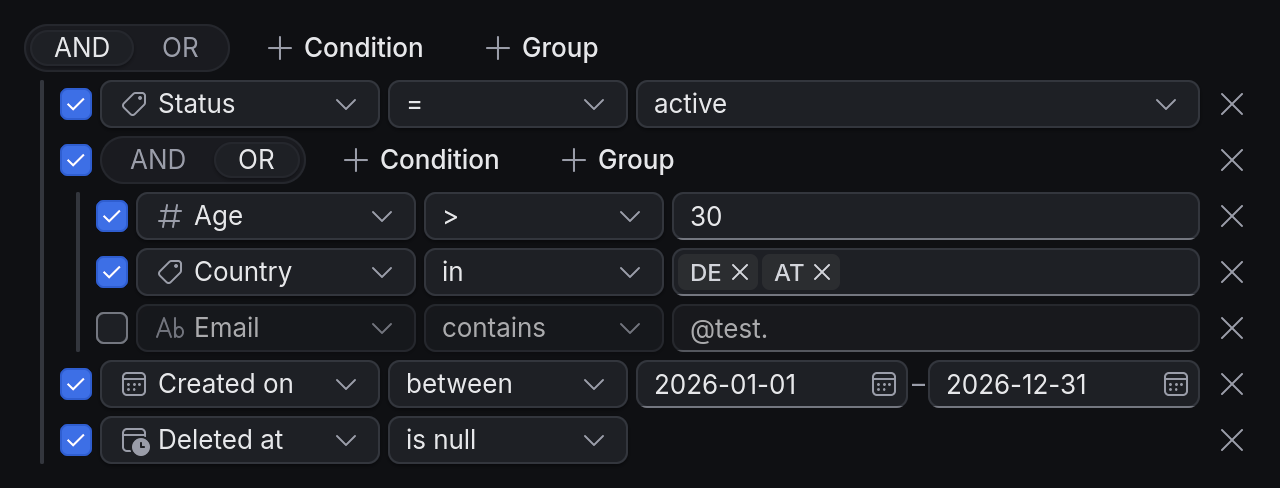 AND OR + Condition + Group
Status = active
AND OR + Condition + Group
# Age > 30
Country in DE AT
Ab Email contains @test.
Created on between 2026-01-01 – 2026-12-31
Deleted at is null